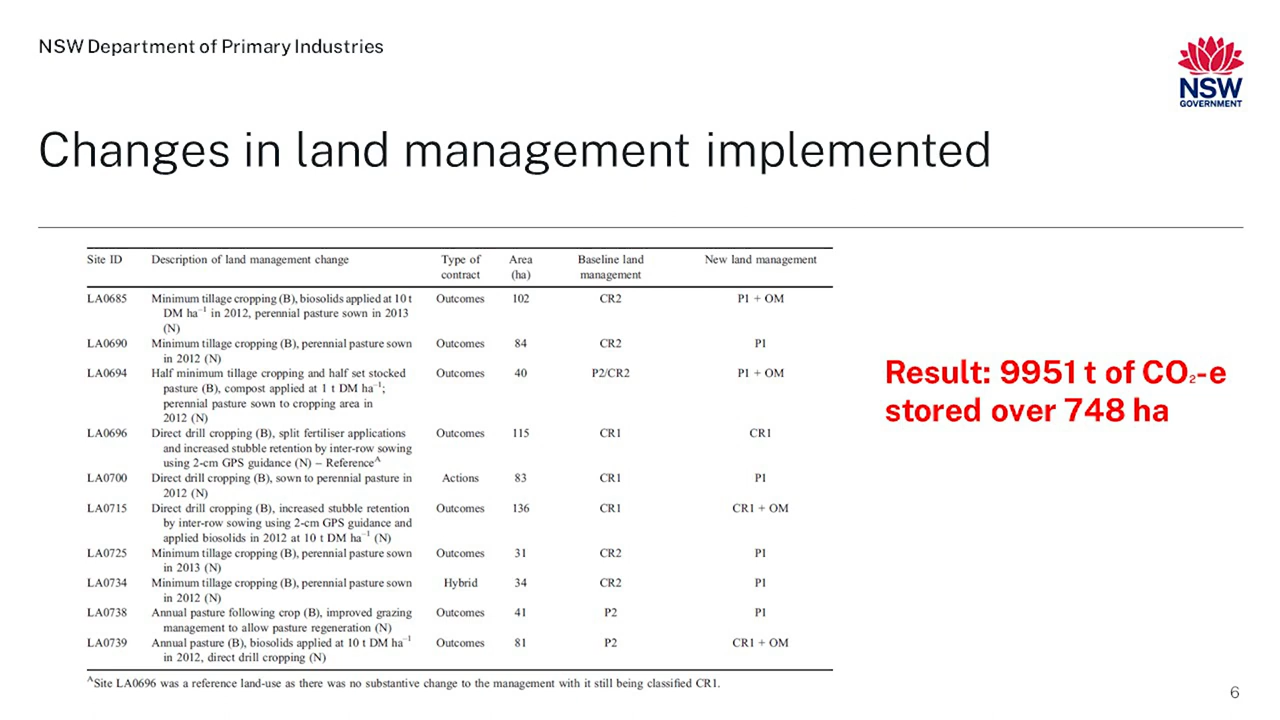 NSW Department of Primary Industries
NSW
GOVERNMENT
Changes in land management implemented
Site ID Description of land management change Type of contract Area (ha) Baseline land management New land management
LA0685 Minimum tillage cropping (B), biosolids applied at 10 t Outcomes 102 CR2 P1 + OM
DM ha⁻¹ in 2012, perennial pasture sown in 2013
(N)
LA0690 Minimum tillage cropping (B), perennial pasture sown Outcomes 84 CR2 P1
in 2012 (N)
LA0694 Half minimum tillage cropping and half set stocked Outcomes 40 P2/CR2 P1 + OM
pasture (B), compost applied at 1 t DM ha⁻¹;
perennial pasture sown to cropping area in
2012 (N)
LA0696 Direct drill cropping (B), split fertiliser applications Outcomes 115 CR1 CR1
and increased stubble retention by inter-row sowing
using 2-cm GPS guidance (N) – Referenceᴬ
LA0700 Direct drill cropping (B), sown to perennial pasture in Actions 83 CR1 P1
2012 (N)
LA0715 Direct drill cropping (B), increased stubble retention Outcomes 136 CR1 CR1 + OM
by inter-row sowing using 2-cm GPS guidance and
applied biosolids in 2012 at 10 t DM ha⁻¹ (N)
LA0725 Minimum tillage cropping (B), perennial pasture sown Outcomes 31 CR2 P1
in 2013 (N)
LA0734 Minimum tillage cropping (B), perennial pasture sown Hybrid 34 CR2 P1
in 2012 (N)
LA0738 Annual pasture following crop (B), improved grazing Outcomes 41 P2 P1
management to allow pasture regeneration (N)
LA0739 Annual pasture (B), biosolids applied at 10 t DM ha⁻¹ Outcomes 81 P2 CR1 + OM
in 2012, direct drill cropping (N)
ᴬSite LA0696 was a reference land-use as there was no substantive change to the management with it still being classified CR1.
Result: 9951 t of CO₂-e
stored over 748 ha
6